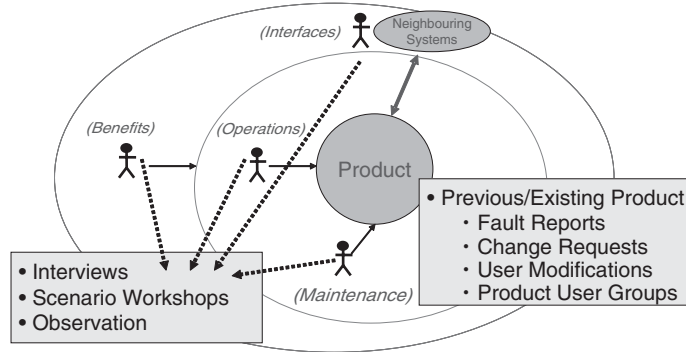 (Interfaces)
Neighbouring
Systems
(Benefits)
(Operations)
Product
• Previous/Existing Product
• Fault Reports
• Change Requests
• User Modifications
• Product User Groups
• Interviews
• Scenario Workshops
• Observation
(Maintenance)